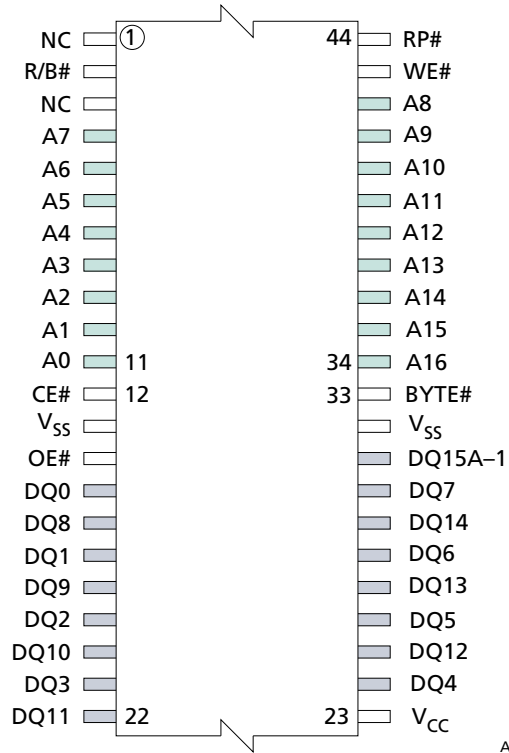 NC ① 44 RP#
R/B# WE#
NC A8
A7 A9
A6 A10
A5 A11
A4 A12
A3 A13
A2 A14
A1 A15
A0 11 34 A16
CE# 12 33 BYTE#
VSS VSS
OE# DQ15A–1
DQ0 DQ7
DQ8 DQ14
DQ1 DQ6
DQ9 DQ13
DQ2 DQ5
DQ10 DQ12
DQ3 DQ4
DQ11 22 23 VCC
A